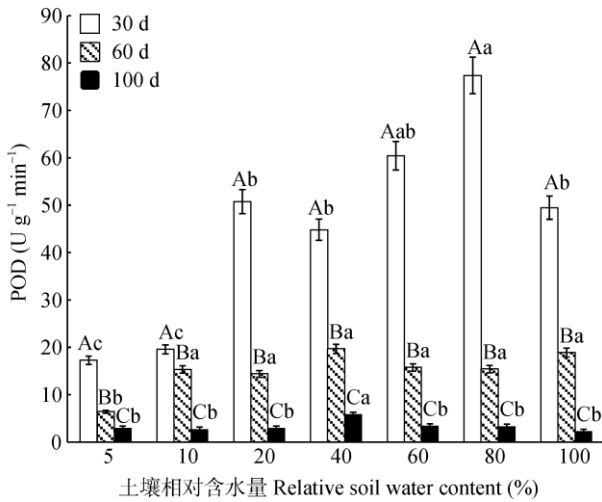 90
80
70
60
50
40
30
20
10
0
POD (U g⁻¹ min⁻¹)
30 d
60 d
100 d
Ac Bb Cb
Ac Ba Cb
Ab Ba Cb
Ab Ba Ca
Aab Ba Cb
Aa Ba Cb
Ab Ba Cb
5 10 20 40 60 80 100
土壤相对含水量 Relative soil water content (%)